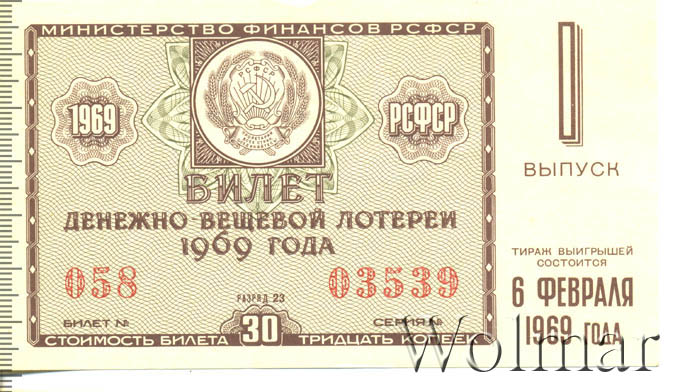 МИНИСТЕРСТВО ФИНАНСОВ РСФСР
РСФСР
1969
РСФСР
БИЛЕТ
ДЕНЕЖНО ВЕЩЕВОЙ ЛОТЕРЕИ
1969 ГОДА
058 03539
РАЗРЯД 23
БИЛЕТ № СЕРИЯ №
СТОИМОСТЬ БИЛЕТА 30 ТРИДЦАТЬ КОПЕЕК
I
ВЫПУСК
ТИРАЖ ВЫИГРЫШЕЙ
СОСТОИТСЯ
6 ФЕВРАЛЯ
1969 ГОДА
Wolmar